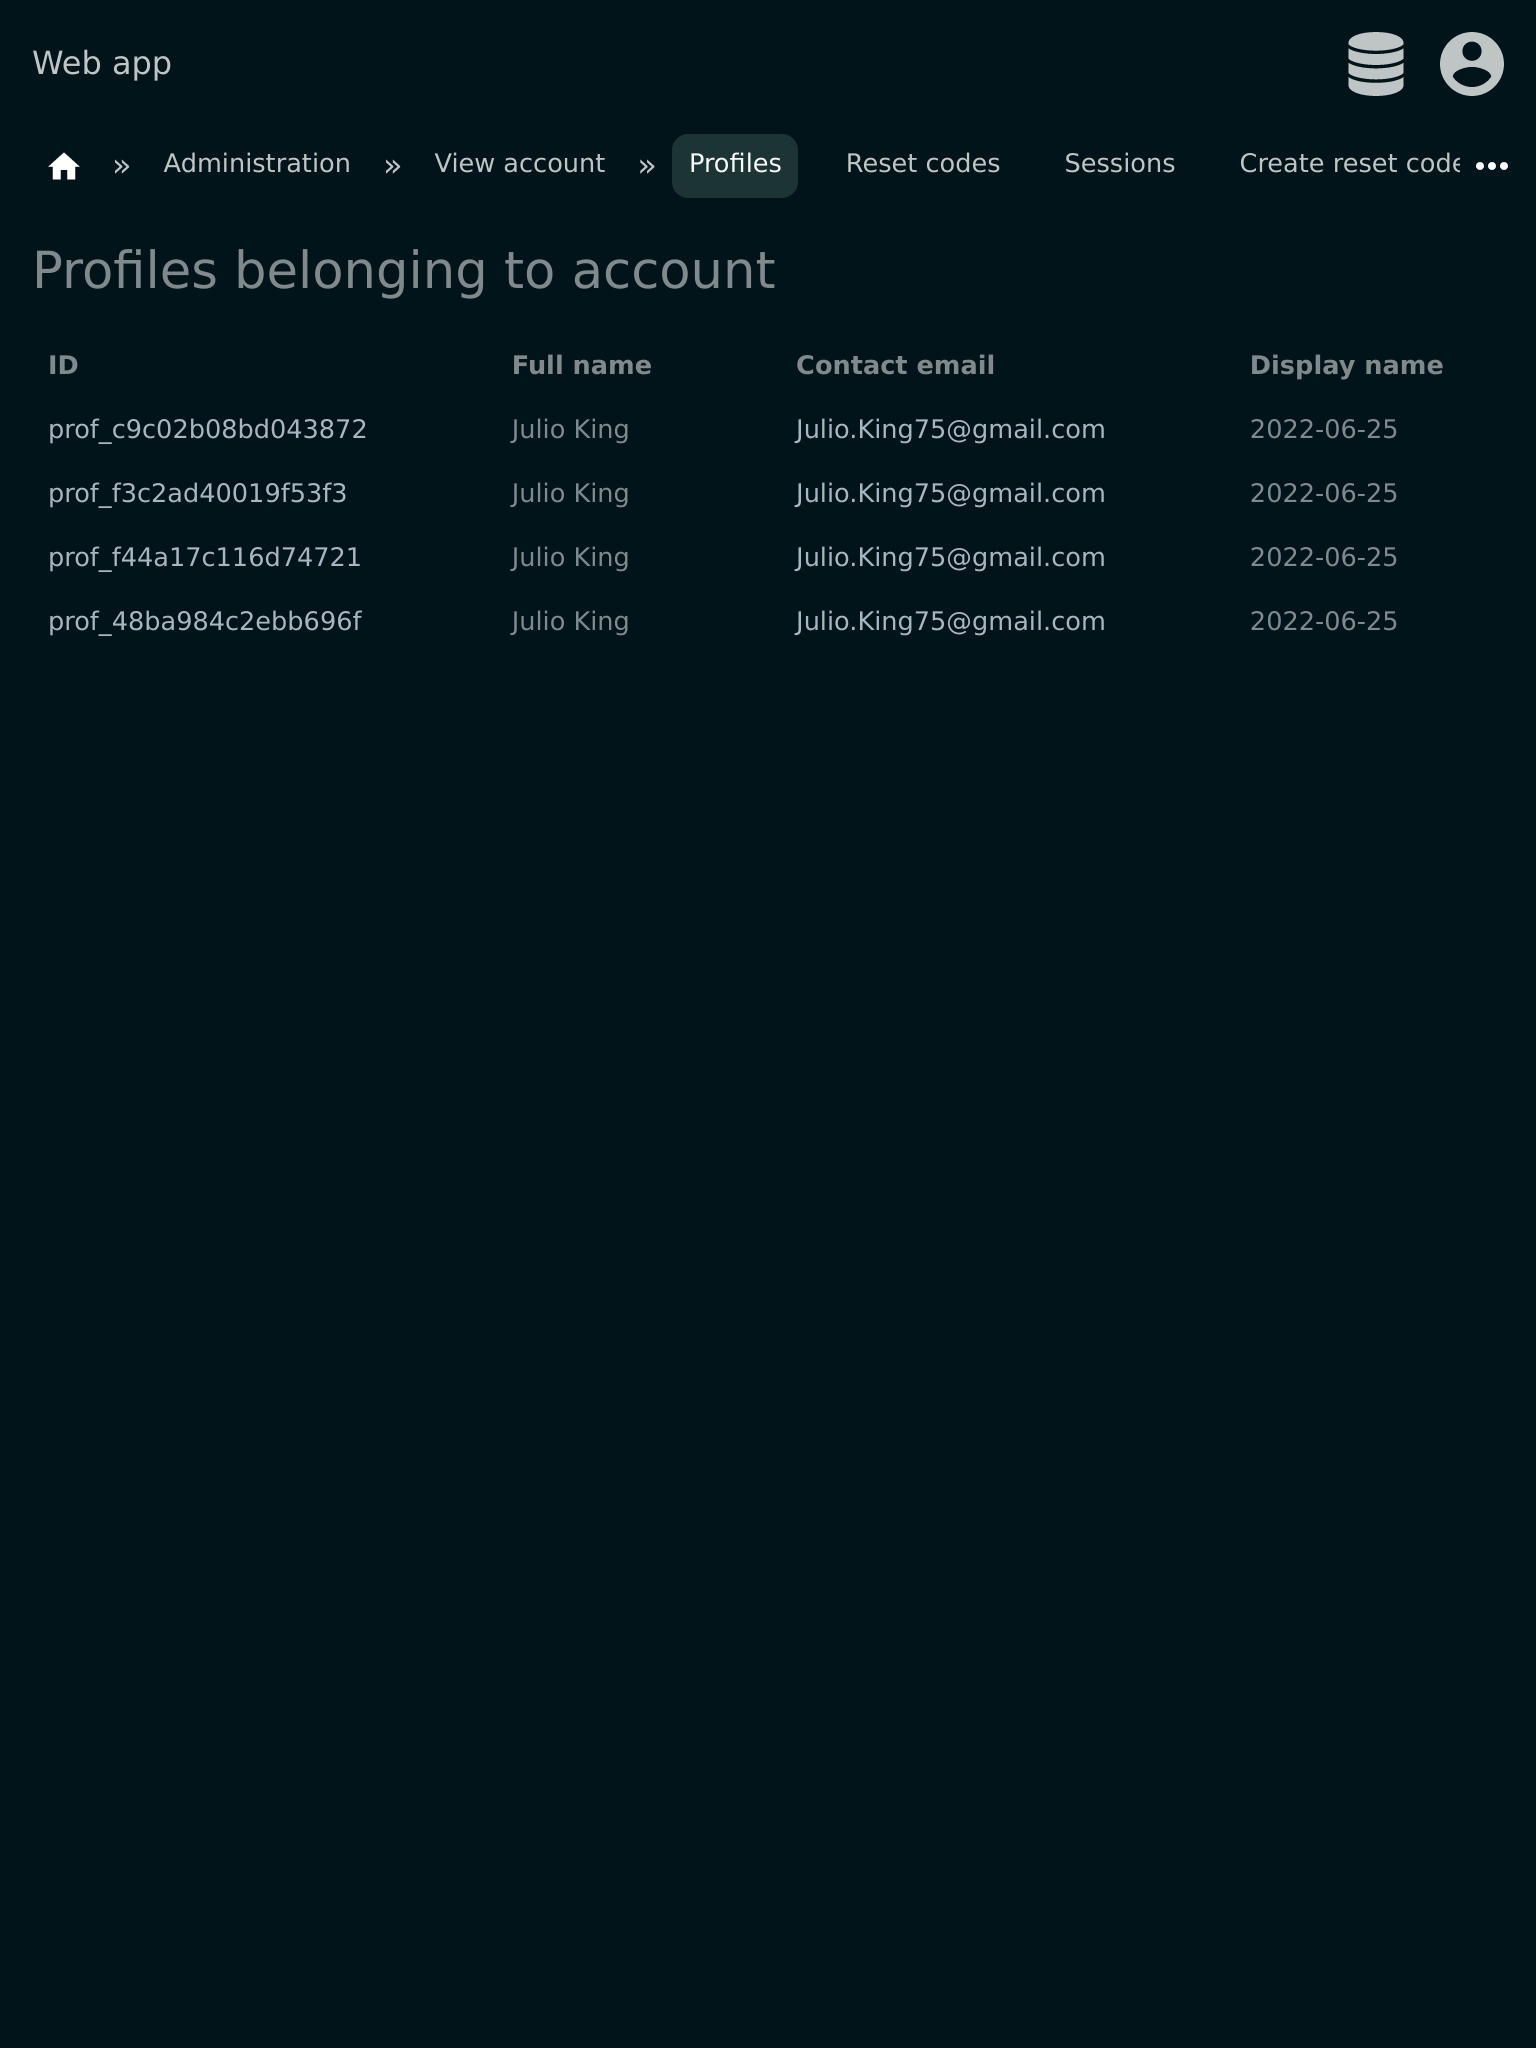 Web app
» Administration » View account » Profiles Reset codes Sessions Create reset code
Profiles belonging to account
ID Full name Contact email Display name
prof_c9c02b08bd043872 Julio King Julio.King75@gmail.com 2022-06-25
prof_f3c2ad40019f53f3 Julio King Julio.King75@gmail.com 2022-06-25
prof_f44a17c116d74721 Julio King Julio.King75@gmail.com 2022-06-25
prof_48ba984c2ebb696f Julio King Julio.King75@gmail.com 2022-06-25